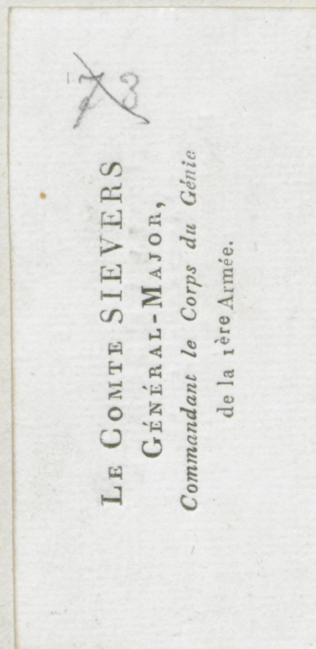 LE COMTE SIEVERS
GÉNÉRAL-MAJOR,
Commandant le Corps du Génie
de la 1ère Armée.